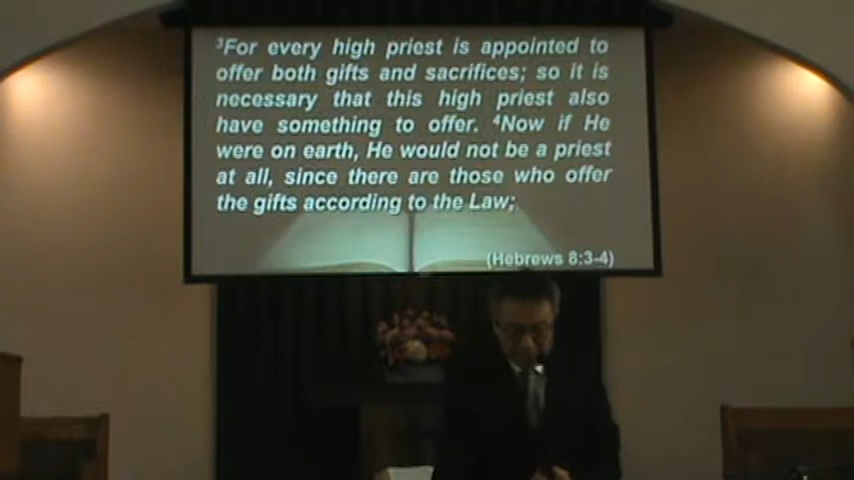 ³For every high priest is appointed to
offer both gifts and sacrifices; so it is
necessary that this high priest also
have something to offer. ⁴Now if He
were on earth, He would not be a priest
at all, since there are those who offer
the gifts according to the Law;
(Hebrews 8:3-4)